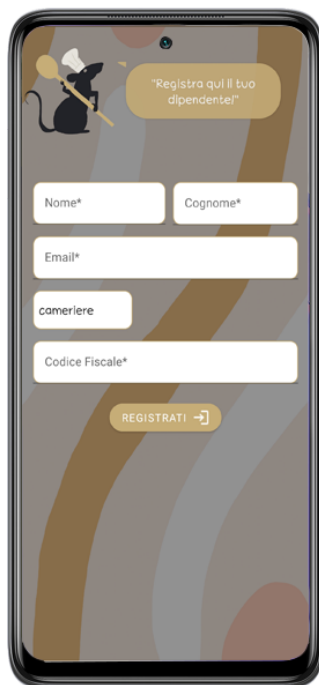 "Registra qui il tuo
dipendente!"
Nome*
Cognome*
Email*
cameriere
Codice Fiscale*
REGISTRATI